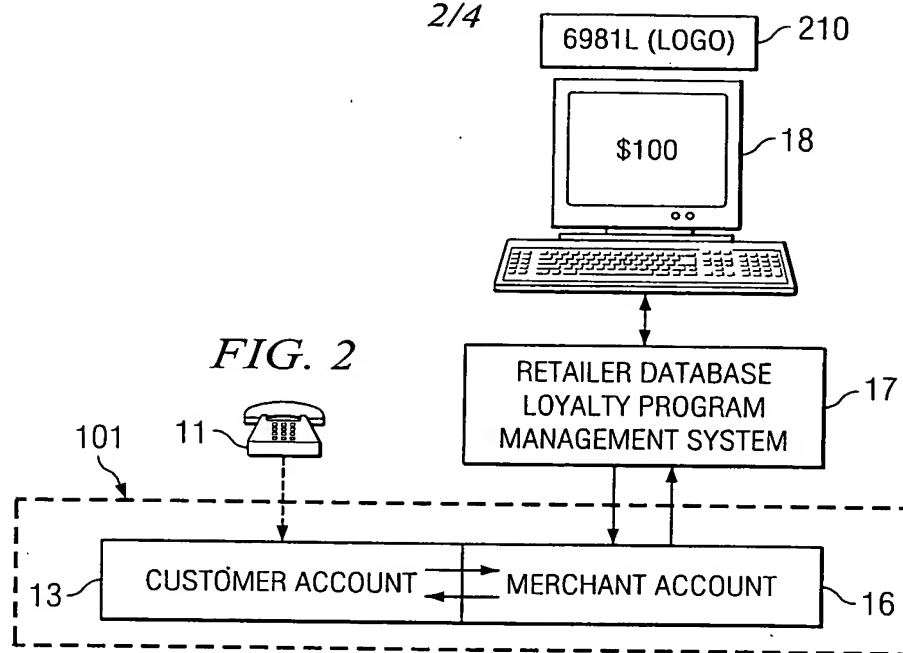 2/4
6981L (LOGO)
210
$100
18
FIG. 2
RETAILER DATABASE
LOYALTY PROGRAM
MANAGEMENT SYSTEM
17
11
101
13
CUSTOMER ACCOUNT
MERCHANT ACCOUNT
16